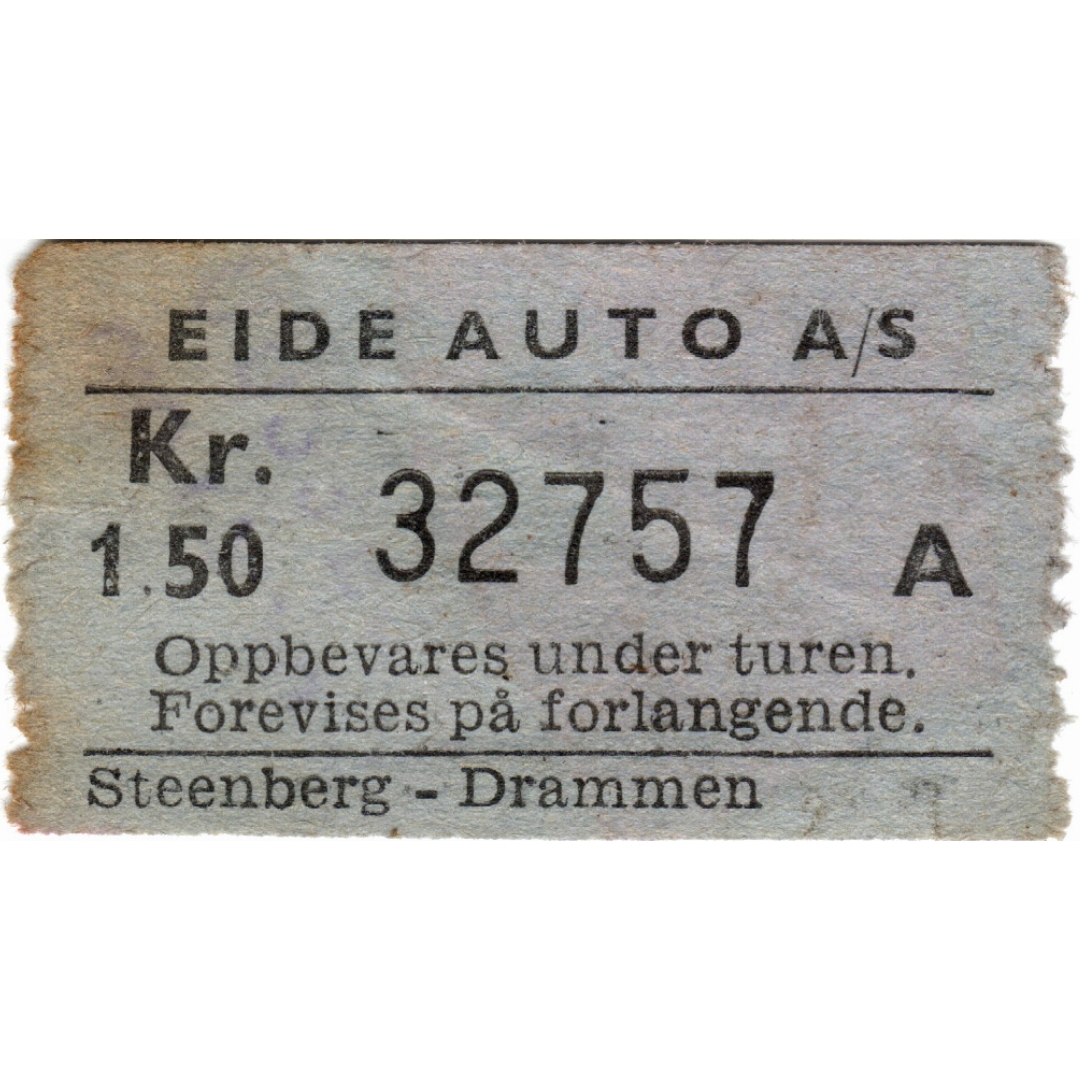 EIDE AUTO A/S
Kr.
1.50 32757 A
Oppbevares under turen.
Forevises på forlangende.
Steenberg - Drammen